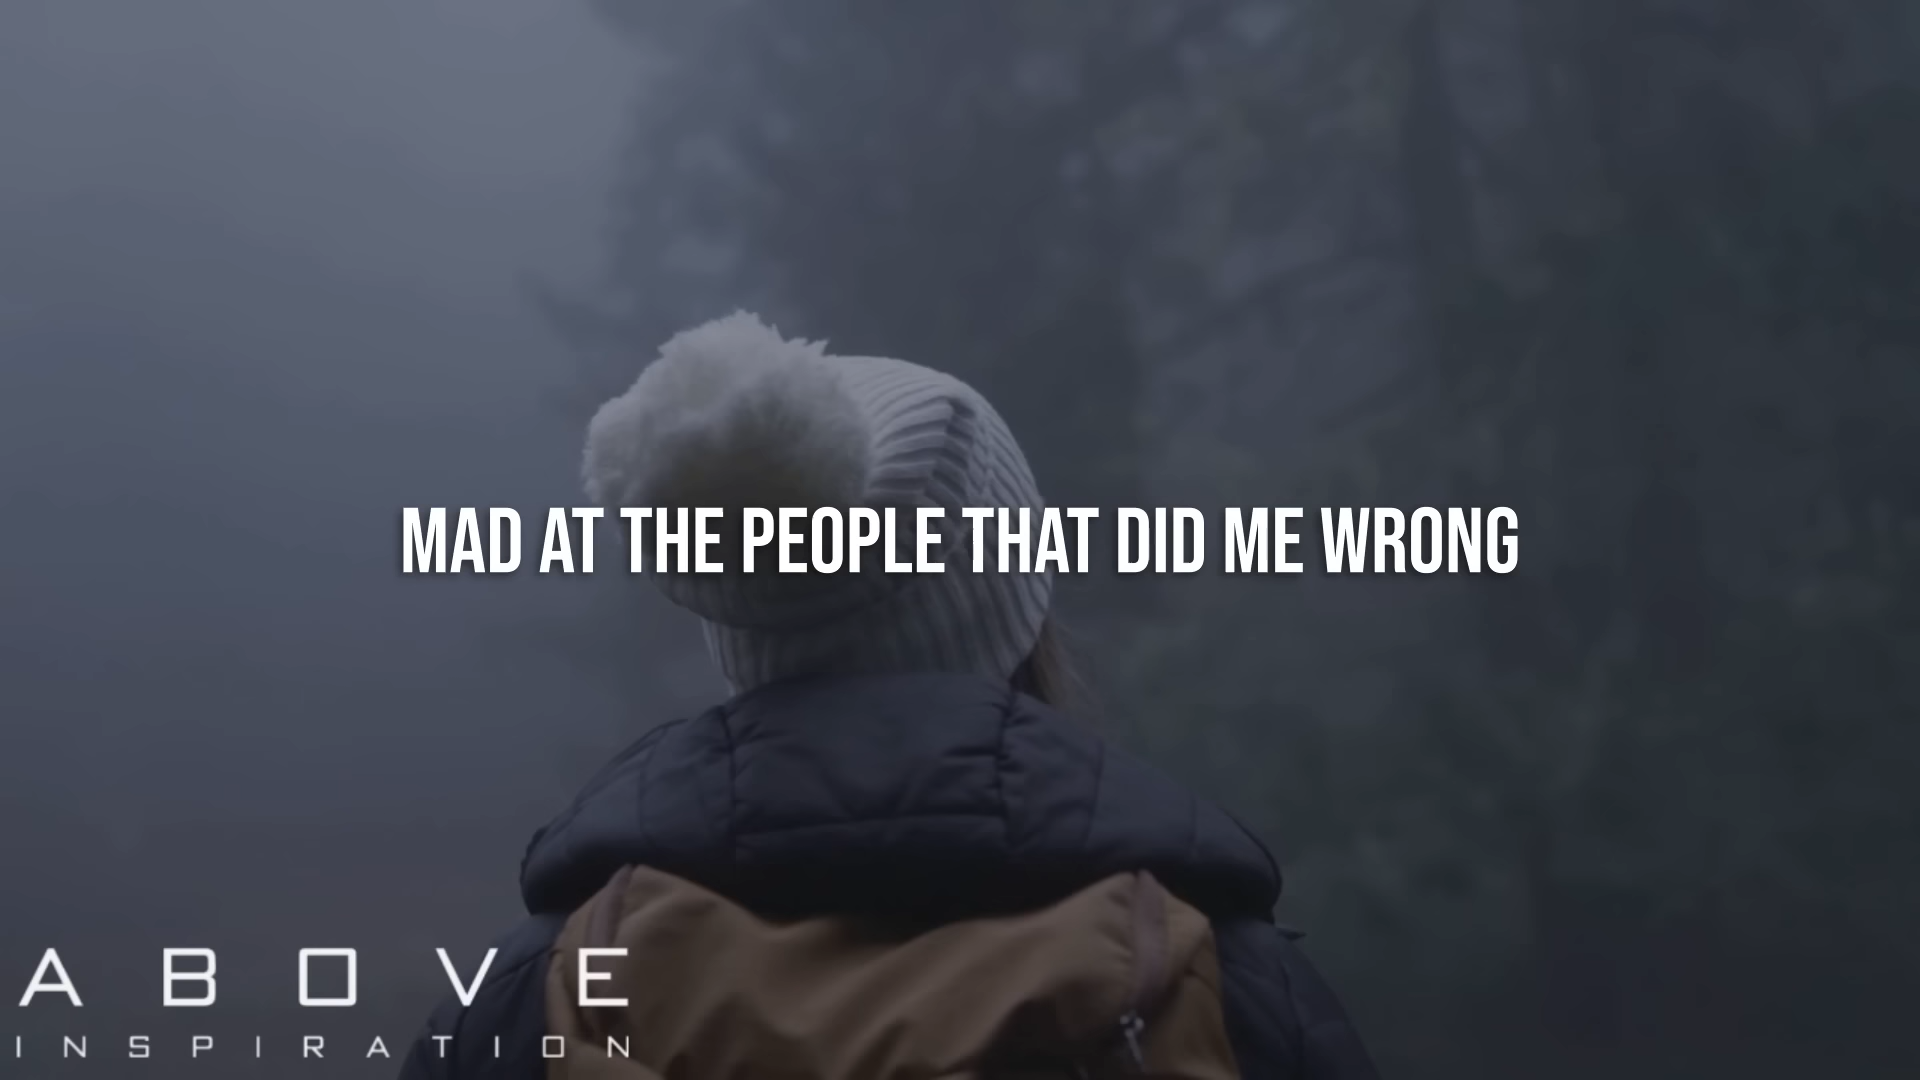 MAD AT THE PEOPLE THAT DID ME WRONG
ABOVE
INSPIRATION